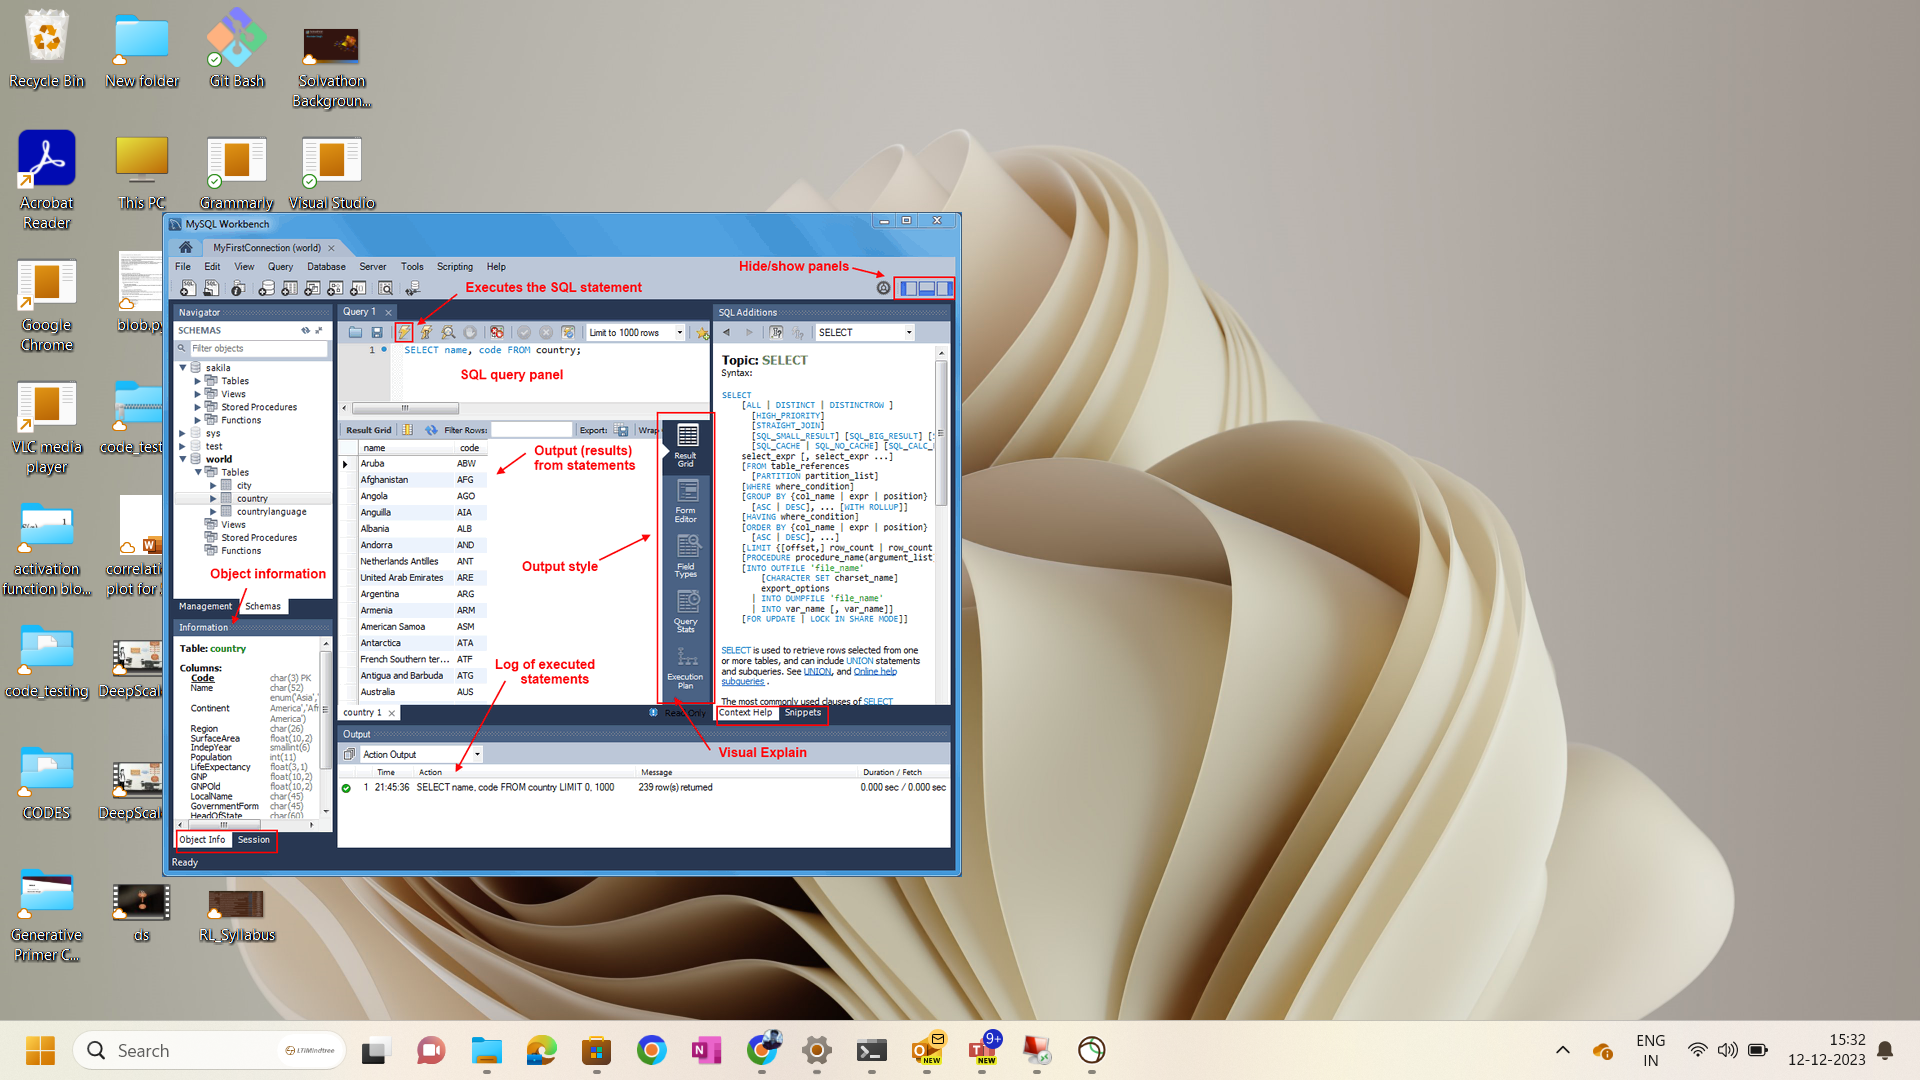 Recycle Bin
New folder
Git Bash
Solvathon
Backgroun...
Acrobat
Reader
This PC
Grammarly
Visual Studio
Google
Chrome
blob.py
VLC media
player
code_test
activation
function blo...
correlati
plot for
code_testing
DeepScal
CODES
DeepScal
Generative
Primer C...
ds
RL_Syllabus
MySQL Workbench
MyFirstConnection (world)
File Edit View Query Database Server Tools Scripting Help
Hide/show panels
Executes the SQL statement
Navigator
SCHEMAS
Filter objects
sakila
Tables
Views
Stored Procedures
Functions
sys
test
world
Tables
city
country
countrylanguage
Views
Stored Procedures
Functions
Object information
Management Schemas
Information
Table: country
Columns:
Code char(3) PK
Name char(52)
enum('Asia','
Continent America','Af
America')
Region char(26)
SurfaceArea float(10,2)
IndepYear smallint(6)
Population int(11)
LifeExpectancy float(3,1)
GNP float(10,2)
GNPOld float(10,2)
LocalName char(45)
GovernmentForm char(45)
HeadOfState char(60)
Object Info Session
Ready
Query 1
Limit to 1000 rows
1 SELECT name, code FROM country;
SQL query panel
Result Grid Filter Rows: Export: Wrap
name code
Aruba ABW
Afghanistan AFG
Angola AGO
Anguilla AIA
Albania ALB
Andorra AND
Netherlands Antilles ANT
United Arab Emirates ARE
Argentina ARG
Armenia ARM
American Samoa ASM
Antarctica ATA
French Southern ter... ATF
Antigua and Barbuda ATG
Australia AUS
Output (results)
from statements
Output style
Log of executed
statements
Result
Grid
Form
Editor
Field
Types
Query
Stats
Execution
Plan
country 1
Read Only
Visual Explain
SQL Additions
SELECT
Topic: SELECT
Syntax:
SELECT
[ALL | DISTINCT | DISTINCTROW ]
[HIGH_PRIORITY]
[STRAIGHT_JOIN]
[SQL_SMALL_RESULT] [SQL_BIG_RESULT] [S
[SQL_CACHE | SQL_NO_CACHE] [SQL_CALC_
select_expr [, select_expr ...]
[FROM table_references
[PARTITION partition_list]
[WHERE where_condition]
[GROUP BY {col_name | expr | position}
[ASC | DESC], ... [WITH ROLLUP]]
[HAVING where_condition]
[ORDER BY {col_name | expr | position}
[ASC | DESC], ...]
[LIMIT {[offset,] row_count | row_count
[PROCEDURE procedure_name(argument_list
[INTO OUTFILE 'file_name'
[CHARACTER SET charset_name]
export_options
| INTO DUMPFILE 'file_name'
| INTO var_name [, var_name]]
[FOR UPDATE | LOCK IN SHARE MODE]]
SELECT is used to retrieve rows selected from one
or more tables, and can include UNION statements
and subqueries. See UNION, and Online help
subqueries .
The most commonly used clauses of SELECT
Context Help Snippets
Output
Action Output
Time Action Message Duration / Fetch
1 21:45:36 SELECT name, code FROM country LIMIT 0, 1000 239 row(s) returned 0.000 sec / 0.000 sec
Search
LTIMindtree
NEW
9+
NEW
ENG
IN
15:32
12-12-2023